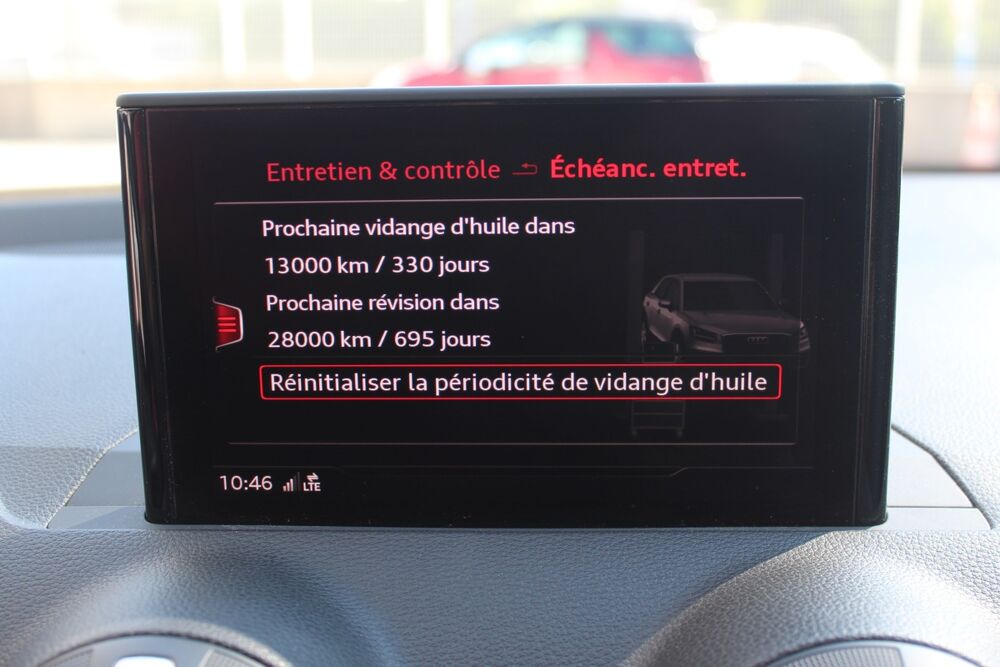 Entretien & contrôle Échéanc. entret.
Prochaine vidange d'huile dans
13000 km / 330 jours
Prochaine révision dans
28000 km / 695 jours
Réinitialiser la périodicité de vidange d'huile
10:46 LTE